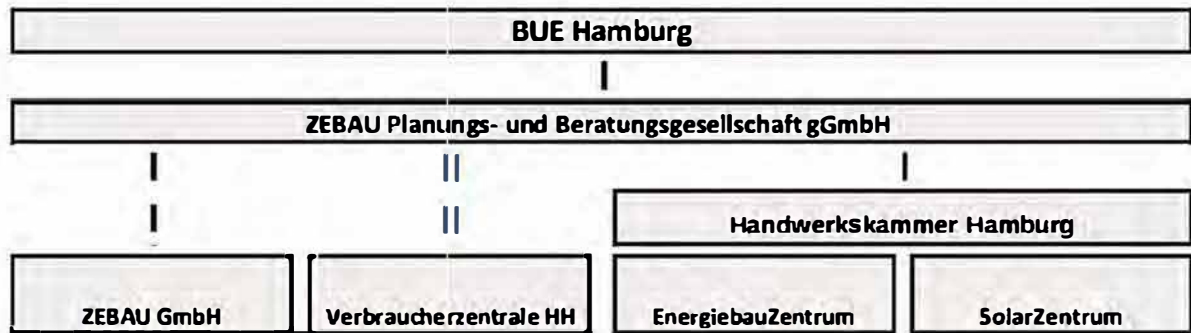 BUE Hamburg
ZEBAU Planungs- und Beratungsgesellschaft gGmbH
Handwerkskammer Hamburg
ZEBAU GmbH
Verbraucherzentrale HH
EnergiebauZentrum
SolarZentrum